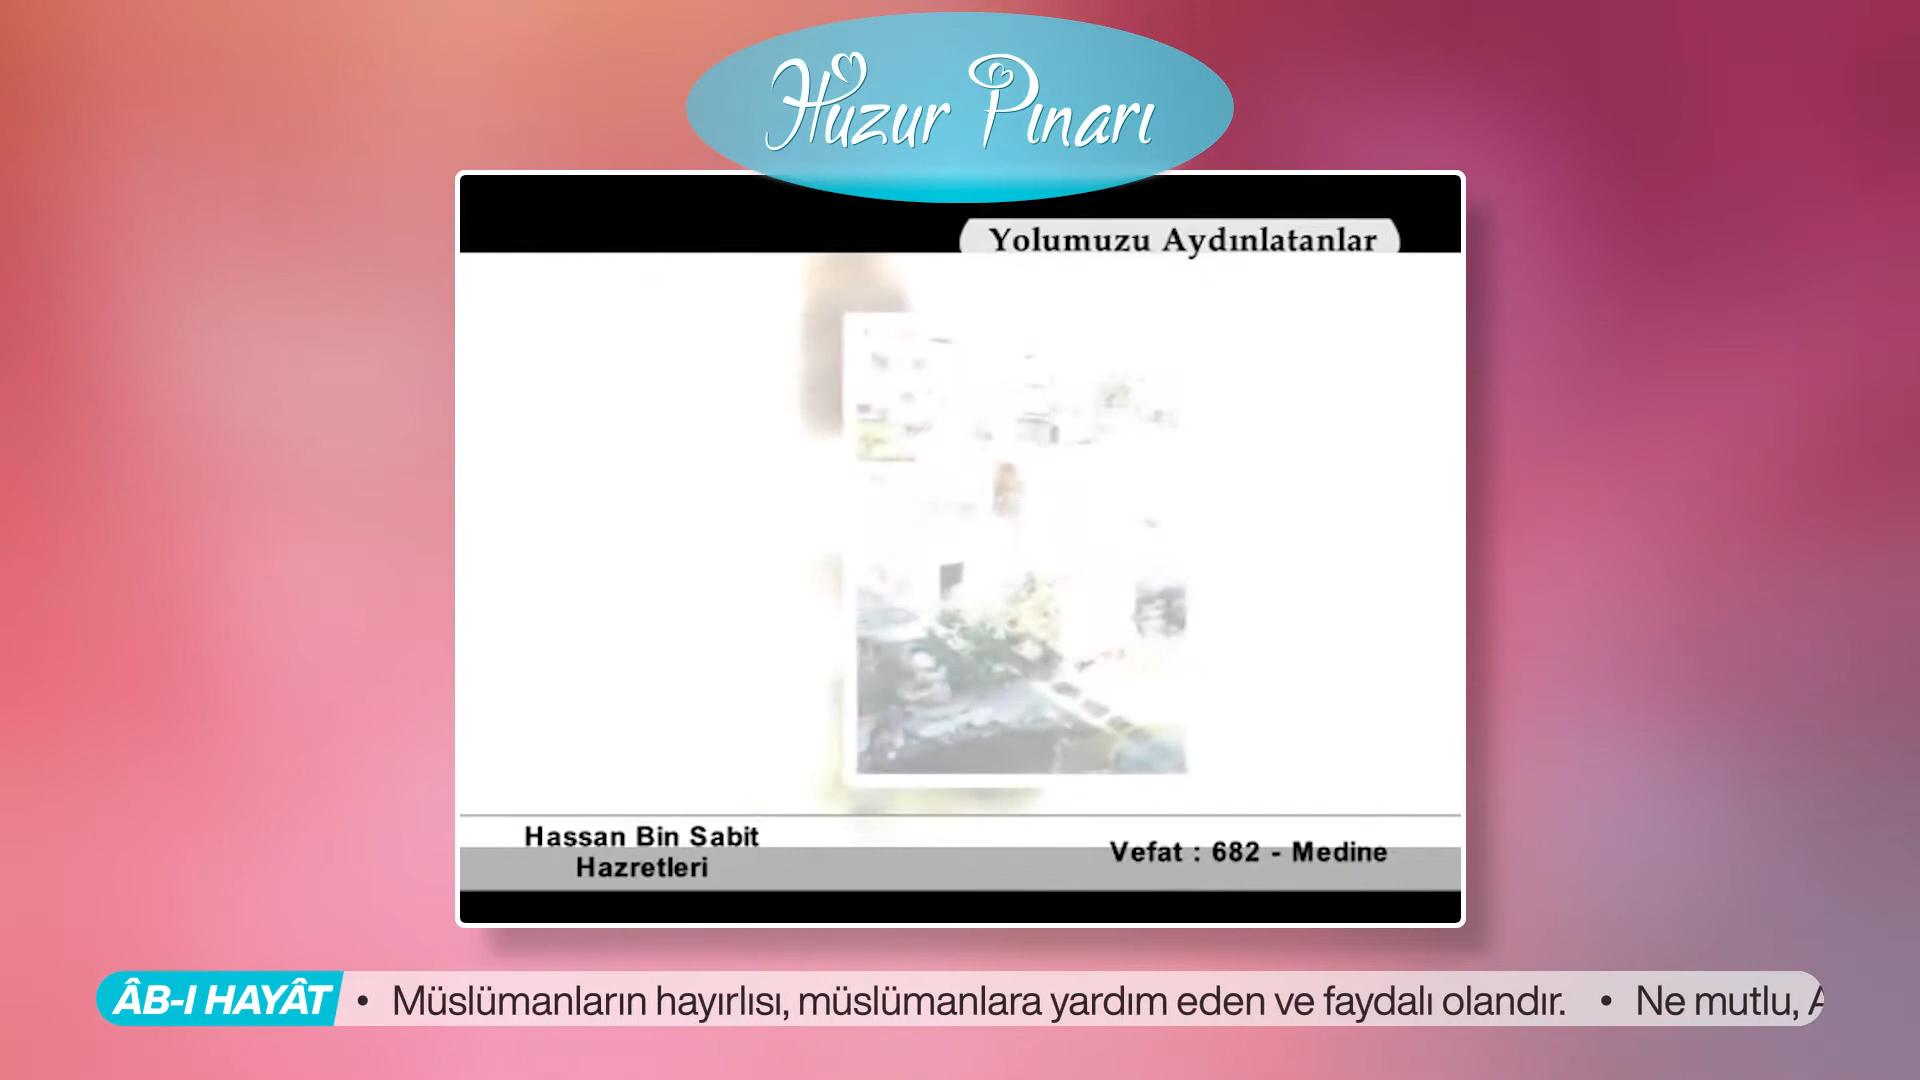 Huzur Pınarı
Yolumuzu Aydınlatanlar
Hassan Bin Sabit
Hazretleri
Vefat : 682 - Medine
ÂB-I HAYÂT • Müslümanların hayırlısı, müslümanlara yardım eden ve faydalı olandır. • Ne mutlu,